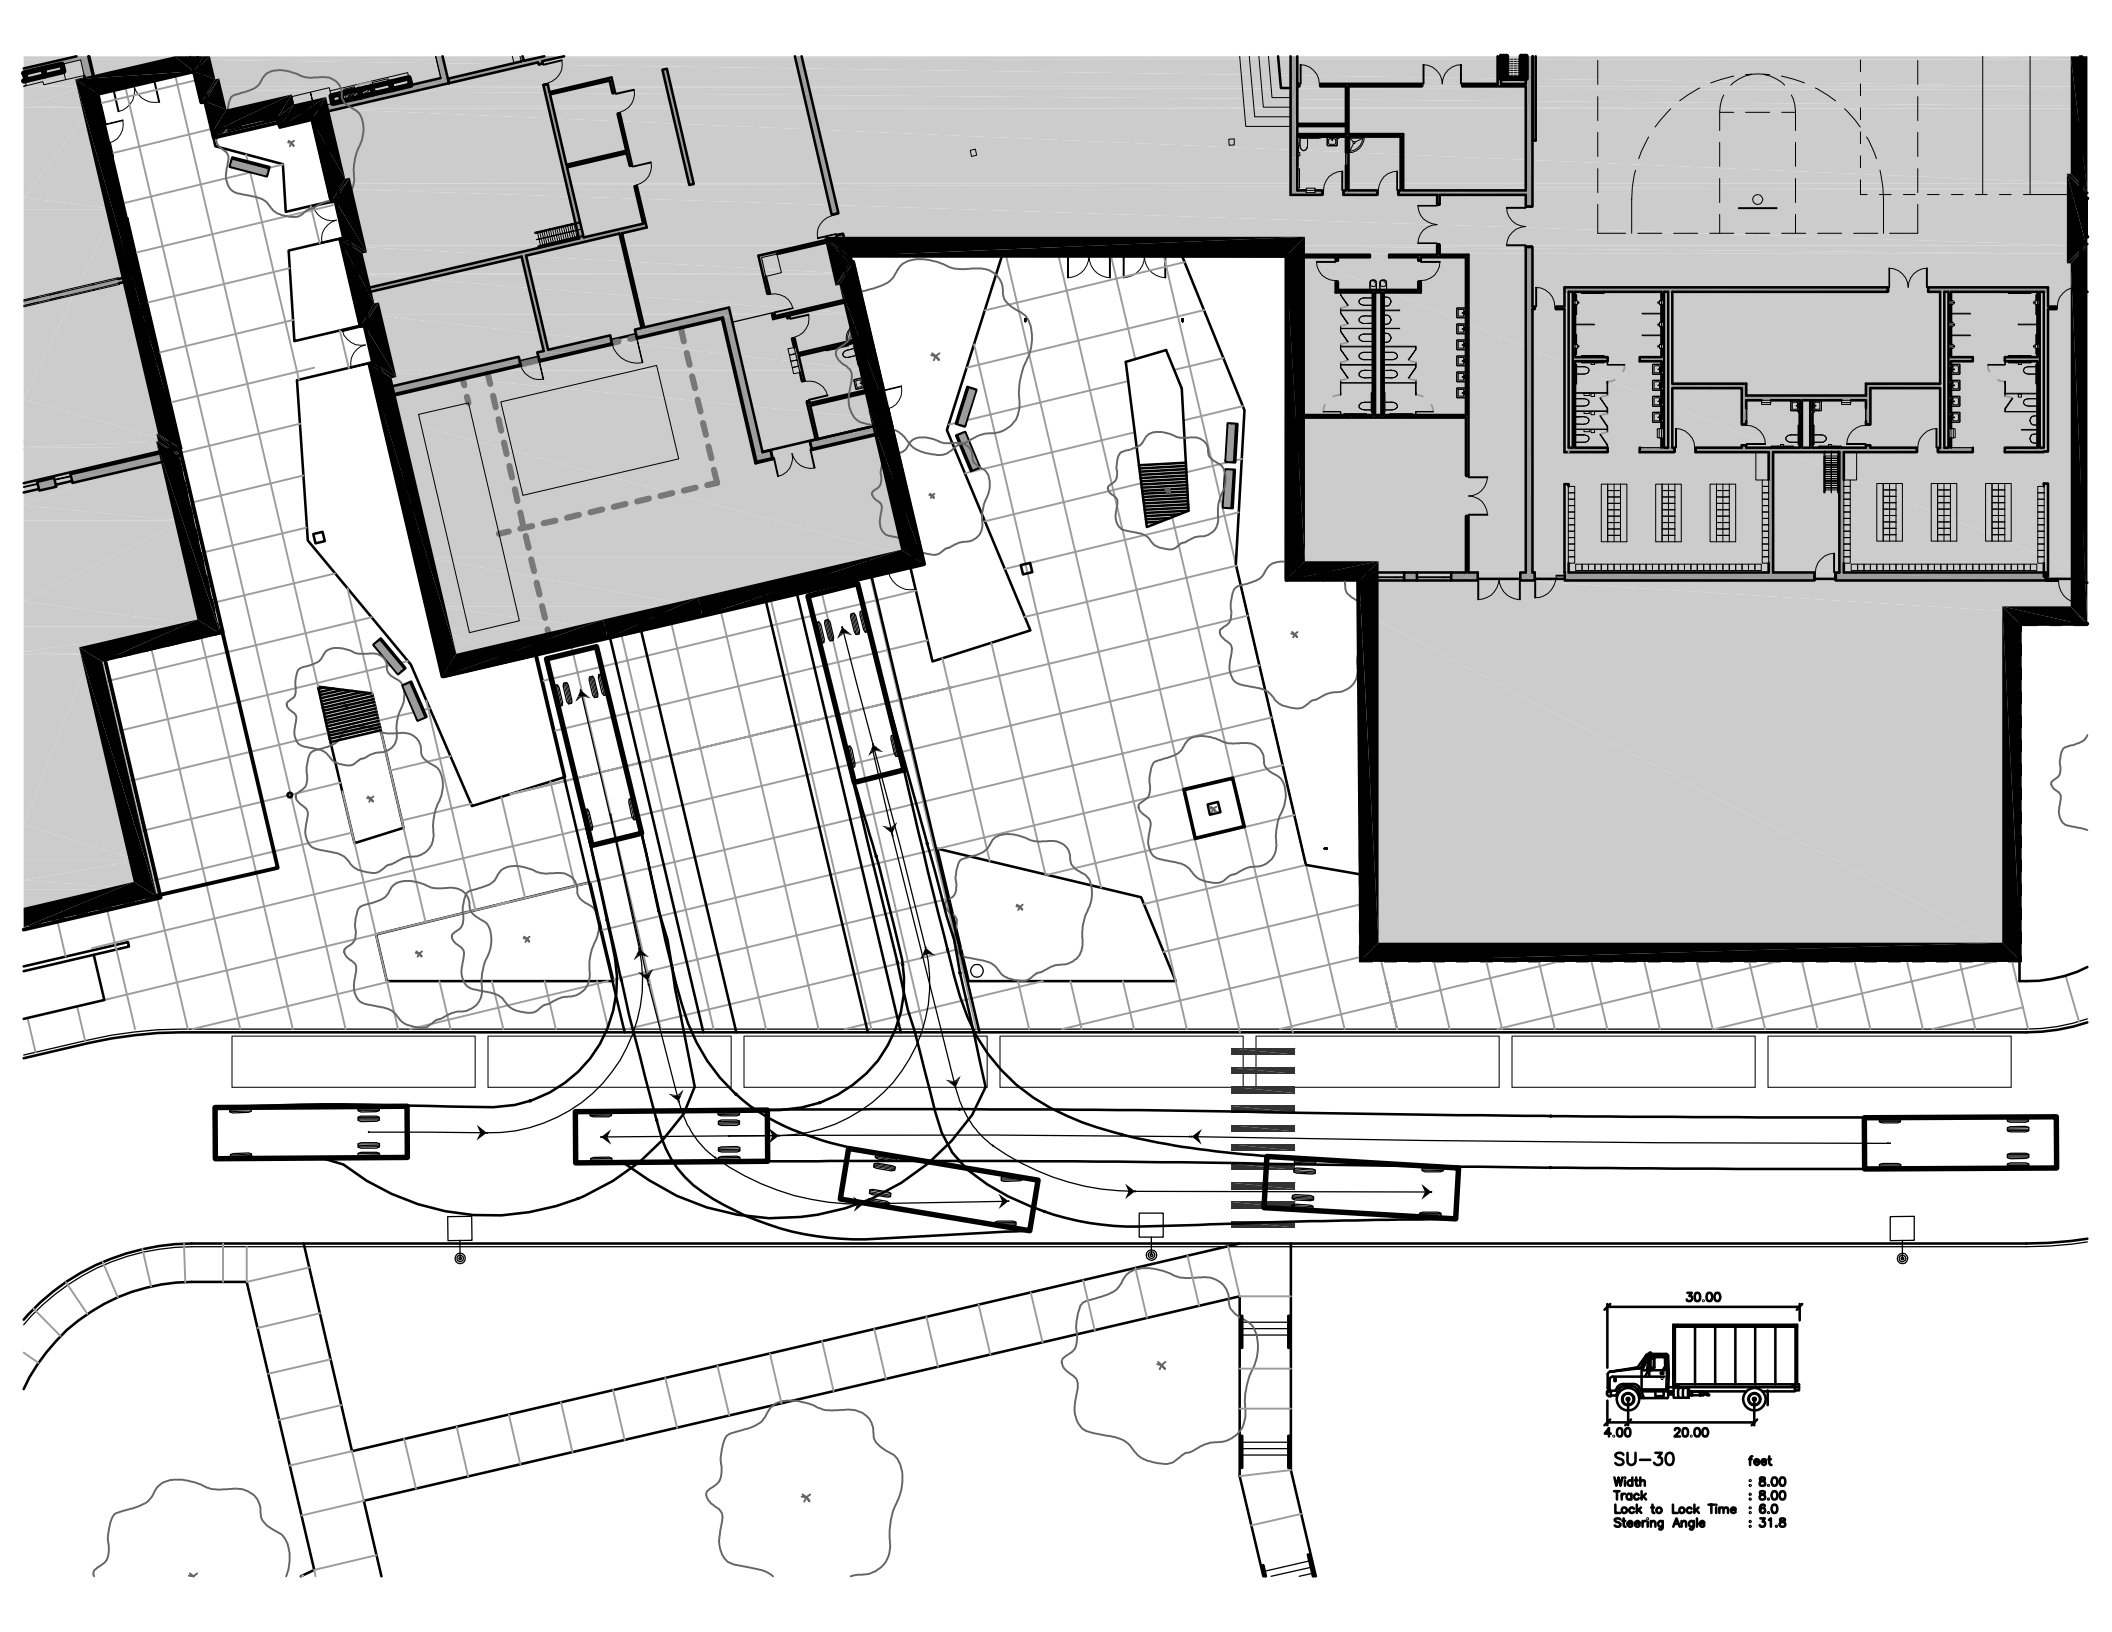 30.00
4.00 20.00
SU-30 feet
Width : 8.00
Track : 8.00
Lock to Lock Time : 6.0
Steering Angle : 31.8